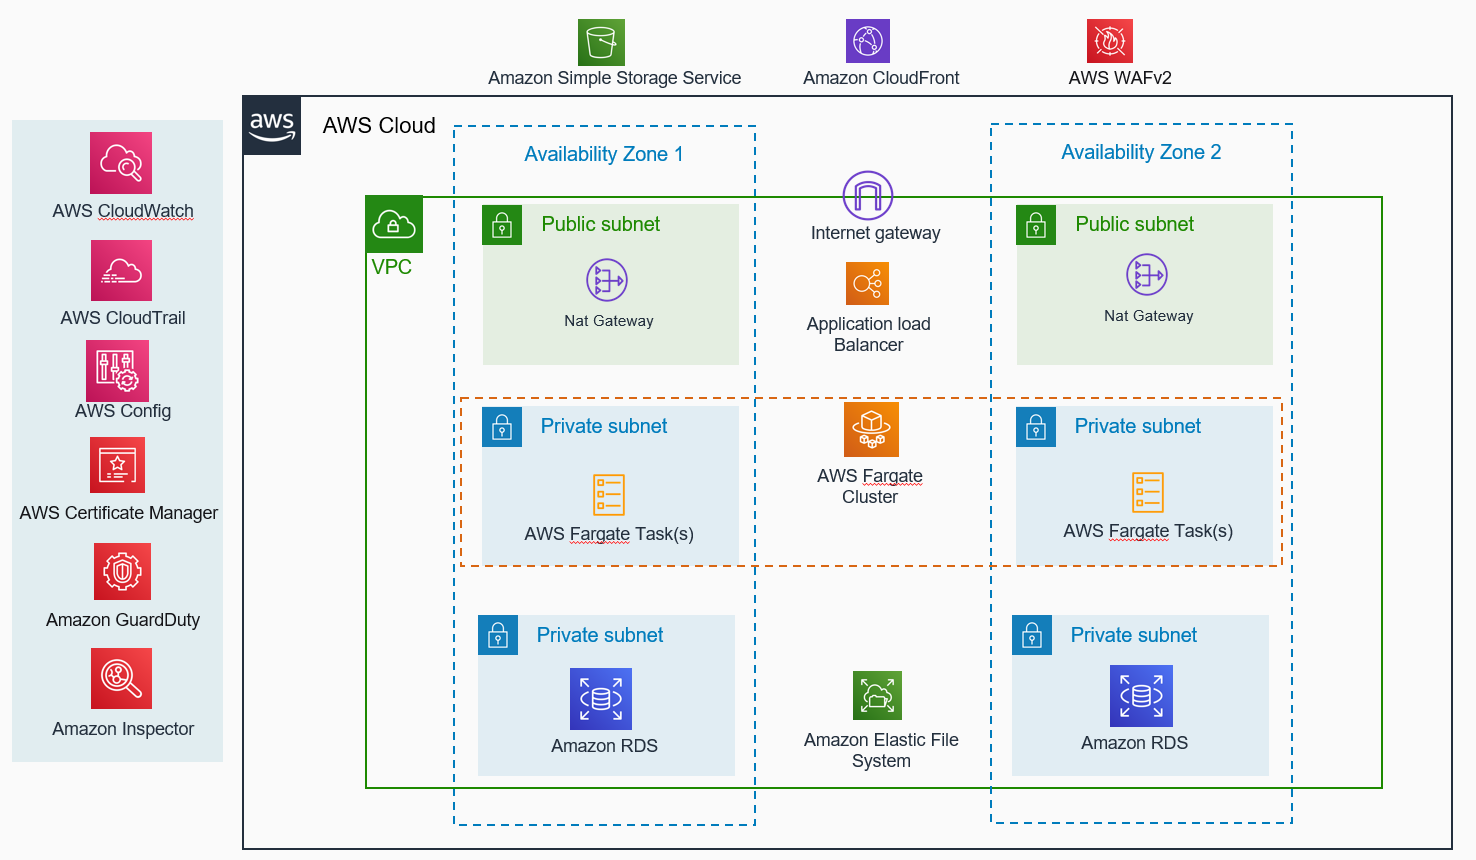 Amazon Simple Storage Service
Amazon CloudFront
AWS WAFv2
aws
AWS Cloud
AWS CloudWatch
AWS CloudTrail
AWS Config
AWS Certificate Manager
Amazon GuardDuty
Amazon Inspector
VPC
Availability Zone 1
Public subnet
Nat Gateway
Private subnet
AWS Fargate Task(s)
Private subnet
Amazon RDS
Internet gateway
Application load
Balancer
AWS Fargate
Cluster
Amazon Elastic File
System
Availability Zone 2
Public subnet
Nat Gateway
Private subnet
AWS Fargate Task(s)
Private subnet
Amazon RDS